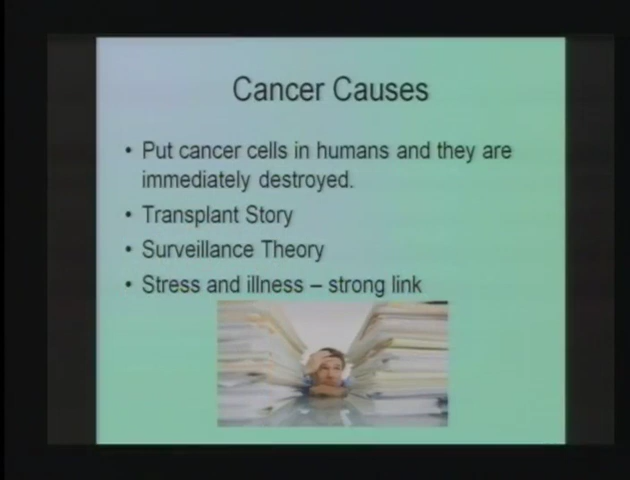 Cancer Causes
• Put cancer cells in humans and they are
immediately destroyed.
• Transplant Story
• Surveillance Theory
• Stress and illness – strong link